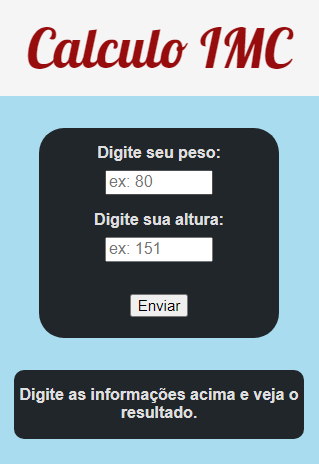 Calculo IMC
Digite seu peso:
ex: 80
Digite sua altura:
ex: 151
Enviar
Digite as informações acima e veja o
resultado.